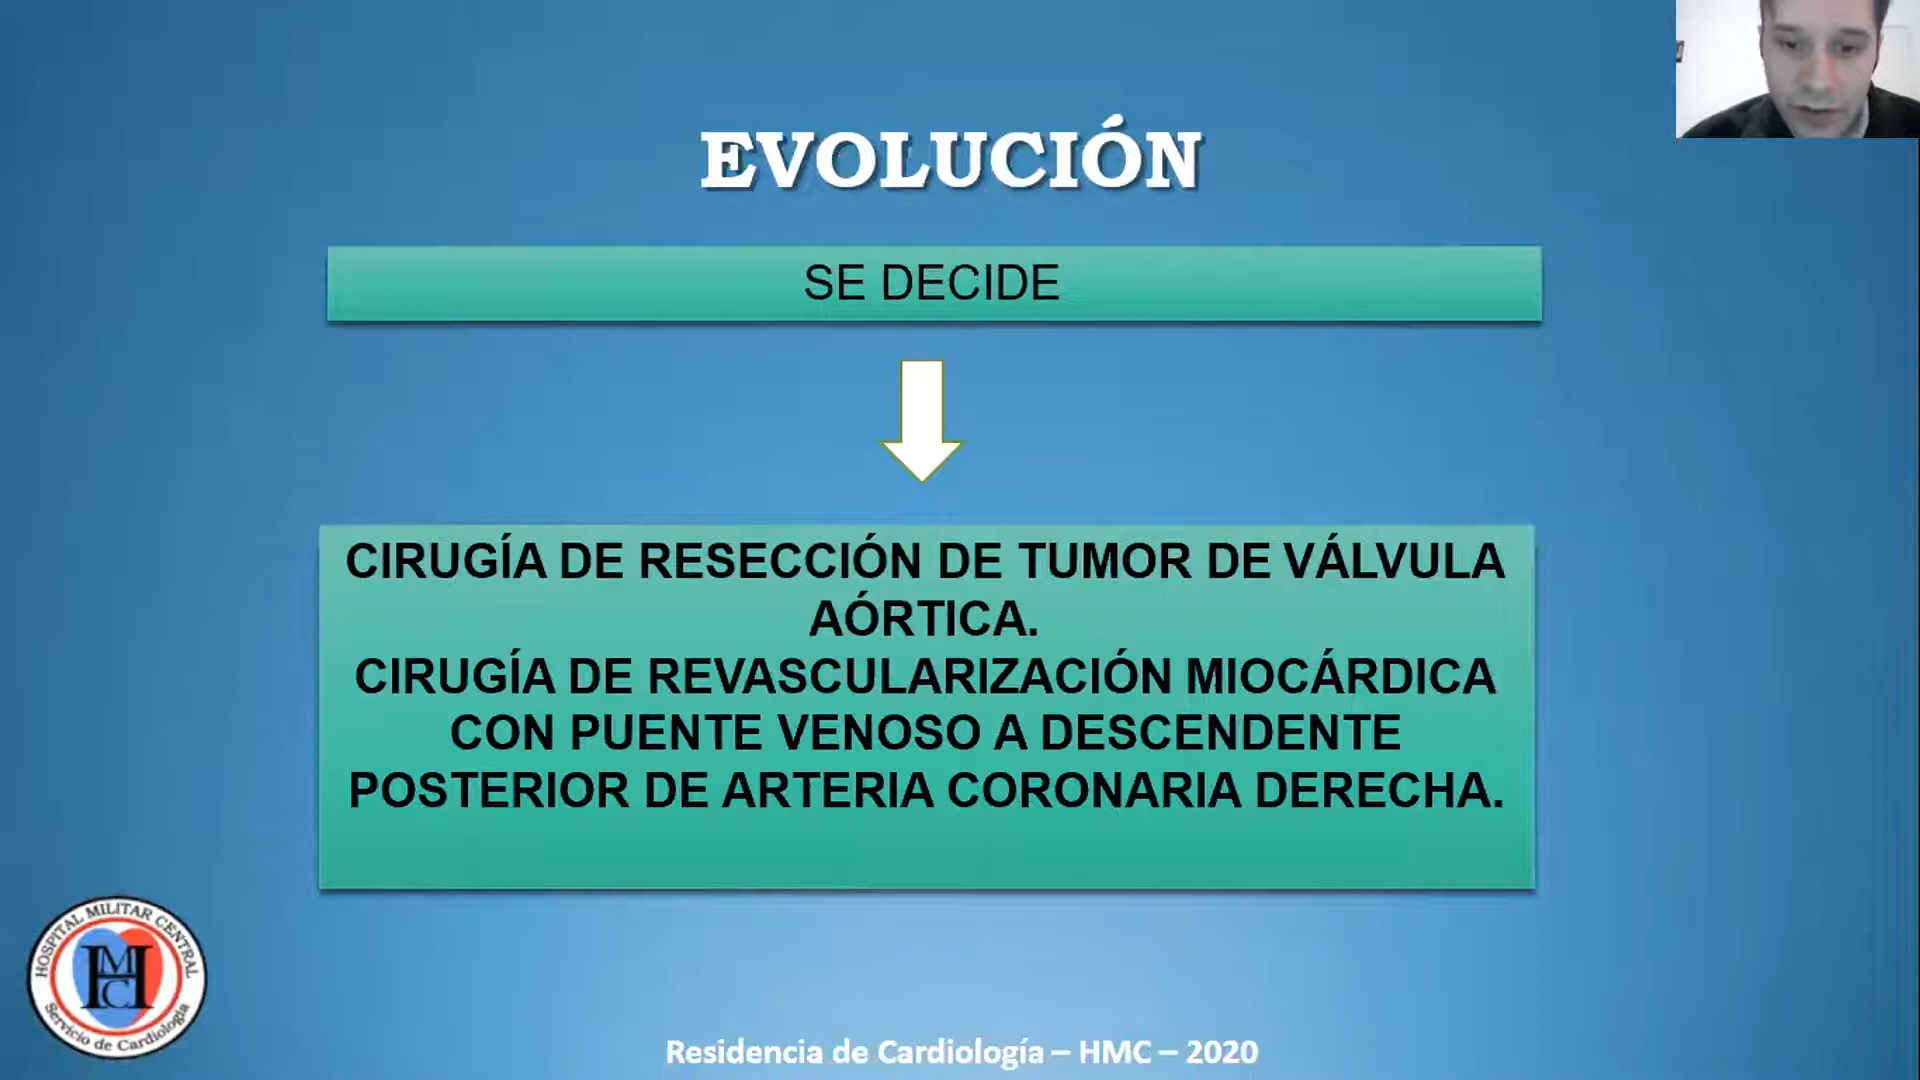 EVOLUCIÓN
SE DECIDE
CIRUGÍA DE RESECCIÓN DE TUMOR DE VÁLVULA
AÓRTICA.
CIRUGÍA DE REVASCULARIZACIÓN MIOCÁRDICA
CON PUENTE VENOSO A DESCENDENTE
POSTERIOR DE ARTERIA CORONARIA DERECHA.
HOSPITAL MILITAR CENTRAL
HMC
Servicio de Cardiología
Residencia de Cardiología – HMC – 2020